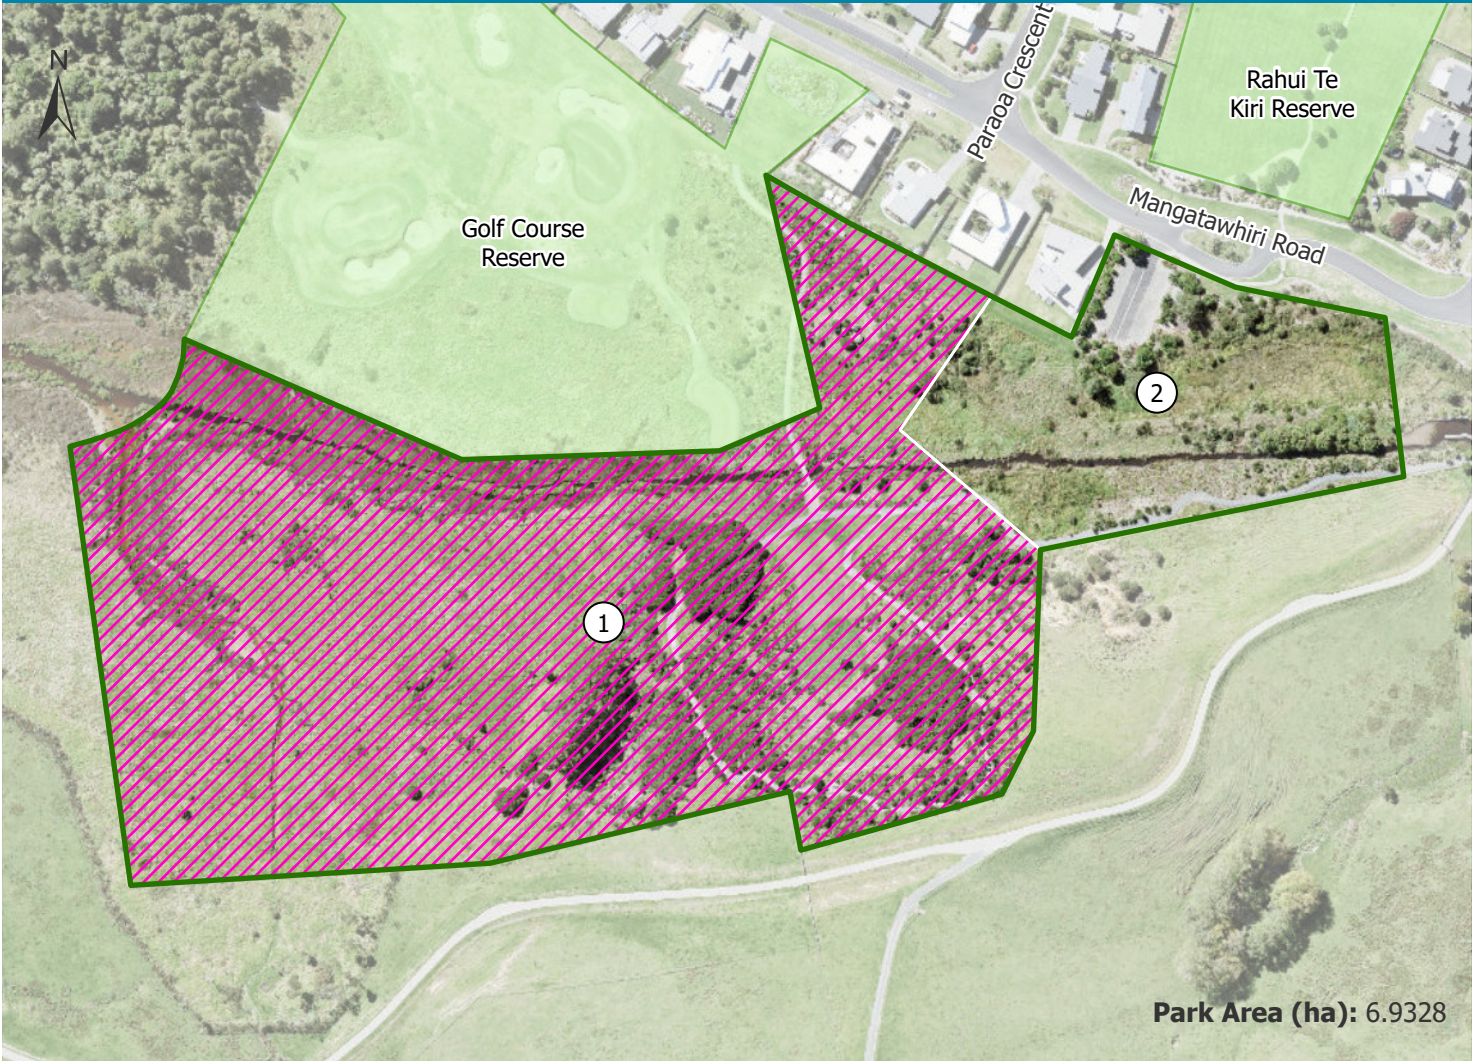 N
Paraoa Crescent
Rahui Te
Kiri Reserve
Mangatawhiri Road
Golf Course
Reserve
2
1
Park Area (ha): 6.9328